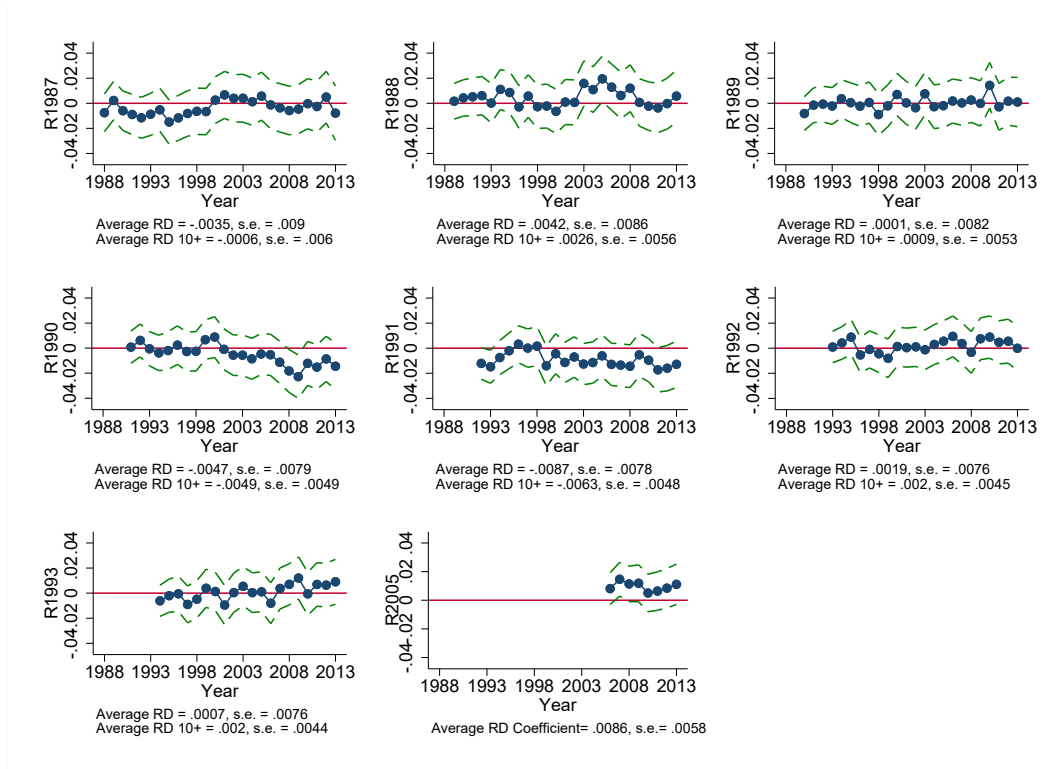 R1987
-.04-.02 0 .02.04
1988 1993 1998 2003 2008 2013
Year
Average RD = -.0035, s.e. = .009
Average RD 10+ = -.0006, s.e. = .006
R1988
-.04-.02 0 .02.04
1988 1993 1998 2003 2008 2013
Year
Average RD = .0042, s.e. = .0086
Average RD 10+ = .0026, s.e. = .0056
R1989
-.04-.02 0 .02.04
1988 1993 1998 2003 2008 2013
Year
Average RD = .0001, s.e. = .0082
Average RD 10+ = .0009, s.e. = .0053
R1990
-.04-.02 0 .02.04
1988 1993 1998 2003 2008 2013
Year
Average RD = -.0047, s.e. = .0079
Average RD 10+ = -.0049, s.e. = .0049
R1991
-.04-.02 0 .02.04
1988 1993 1998 2003 2008 2013
Year
Average RD = -.0087, s.e. = .0078
Average RD 10+ = -.0063, s.e. = .0048
R1992
-.04-.02 0 .02.04
1988 1993 1998 2003 2008 2013
Year
Average RD = .0019, s.e. = .0076
Average RD 10+ = .002, s.e. = .0045
R1993
-.04-.02 0 .02.04
1988 1993 1998 2003 2008 2013
Year
Average RD = .0007, s.e. = .0076
Average RD 10+ = .002, s.e. = .0044
R2005
-.04-.02 0 .02 .04
1988 1993 1998 2003 2008 2013
Year
Average RD Coefficient= .0086, s.e.= .0058